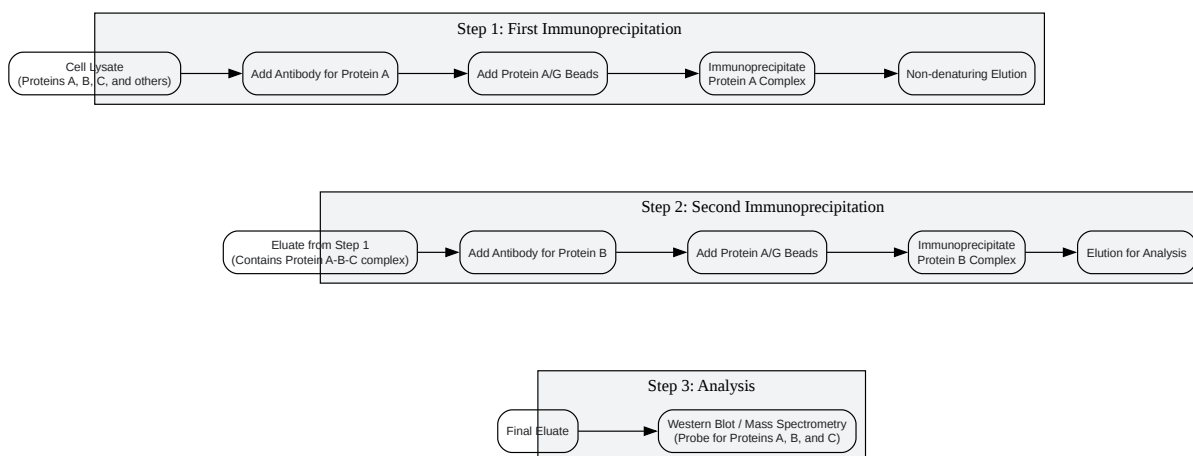 Step 1: First Immunoprecipitation
Cell Lysate
(Proteins A, B, C, and others)
Add Antibody for Protein A
Add Protein A/G Beads
Immunoprecipitate
Protein A Complex
Non-denaturing Elution
Step 2: Second Immunoprecipitation
Eluate from Step 1
(Contains Protein A-B-C complex)
Add Antibody for Protein B
Add Protein A/G Beads
Immunoprecipitate
Protein B Complex
Elution for Analysis
Step 3: Analysis
Final Eluate
Western Blot / Mass Spectrometry
(Probe for Proteins A, B, and C)